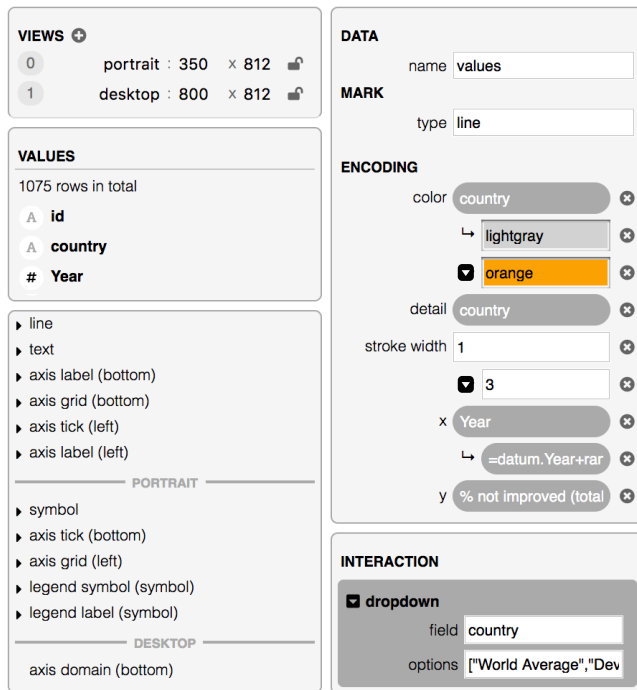 VIEWS
0 portrait : 350 x 812
1 desktop : 800 x 812
VALUES
1075 rows in total
A id
A country
# Year
line
text
axis label (bottom)
axis grid (bottom)
axis tick (left)
axis label (left)
PORTRAIT
symbol
axis tick (bottom)
axis grid (left)
legend symbol (symbol)
legend label (symbol)
DESKTOP
axis domain (bottom)
DATA
name values
MARK
type line
ENCODING
color country
lightgray
orange
detail country
stroke width 1
3
x Year
=datum.Year+rar
y % not improved (total
INTERACTION
dropdown
field country
options ["World Average","Dev